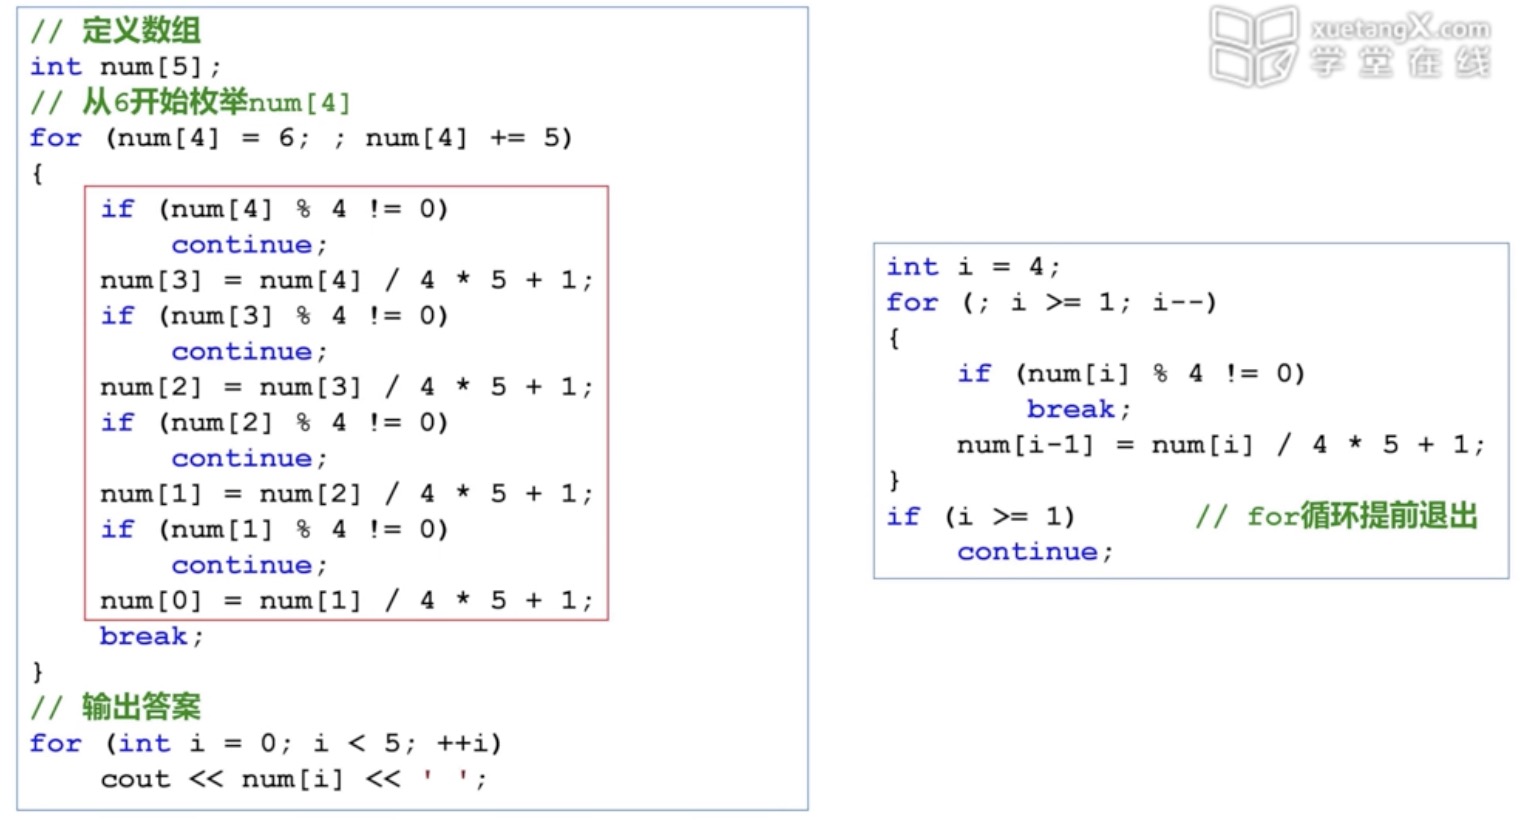 // 定义数组
int num[5];
// 从6开始枚举num[4]
for (num[4] = 6; ; num[4] += 5)
{
if (num[4] % 4 != 0)
continue;
num[3] = num[4] / 4 * 5 + 1;
if (num[3] % 4 != 0)
continue;
num[2] = num[3] / 4 * 5 + 1;
if (num[2] % 4 != 0)
continue;
num[1] = num[2] / 4 * 5 + 1;
if (num[1] % 4 != 0)
continue;
num[0] = num[1] / 4 * 5 + 1;
break;
}
// 输出答案
for (int i = 0; i < 5; ++i)
cout << num[i] << ' ';
xuetangX.com
学堂在线
int i = 4;
for (; i >= 1; i--)
{
if (num[i] % 4 != 0)
break;
num[i-1] = num[i] / 4 * 5 + 1;
}
if (i >= 1) // for循环提前退出
continue;